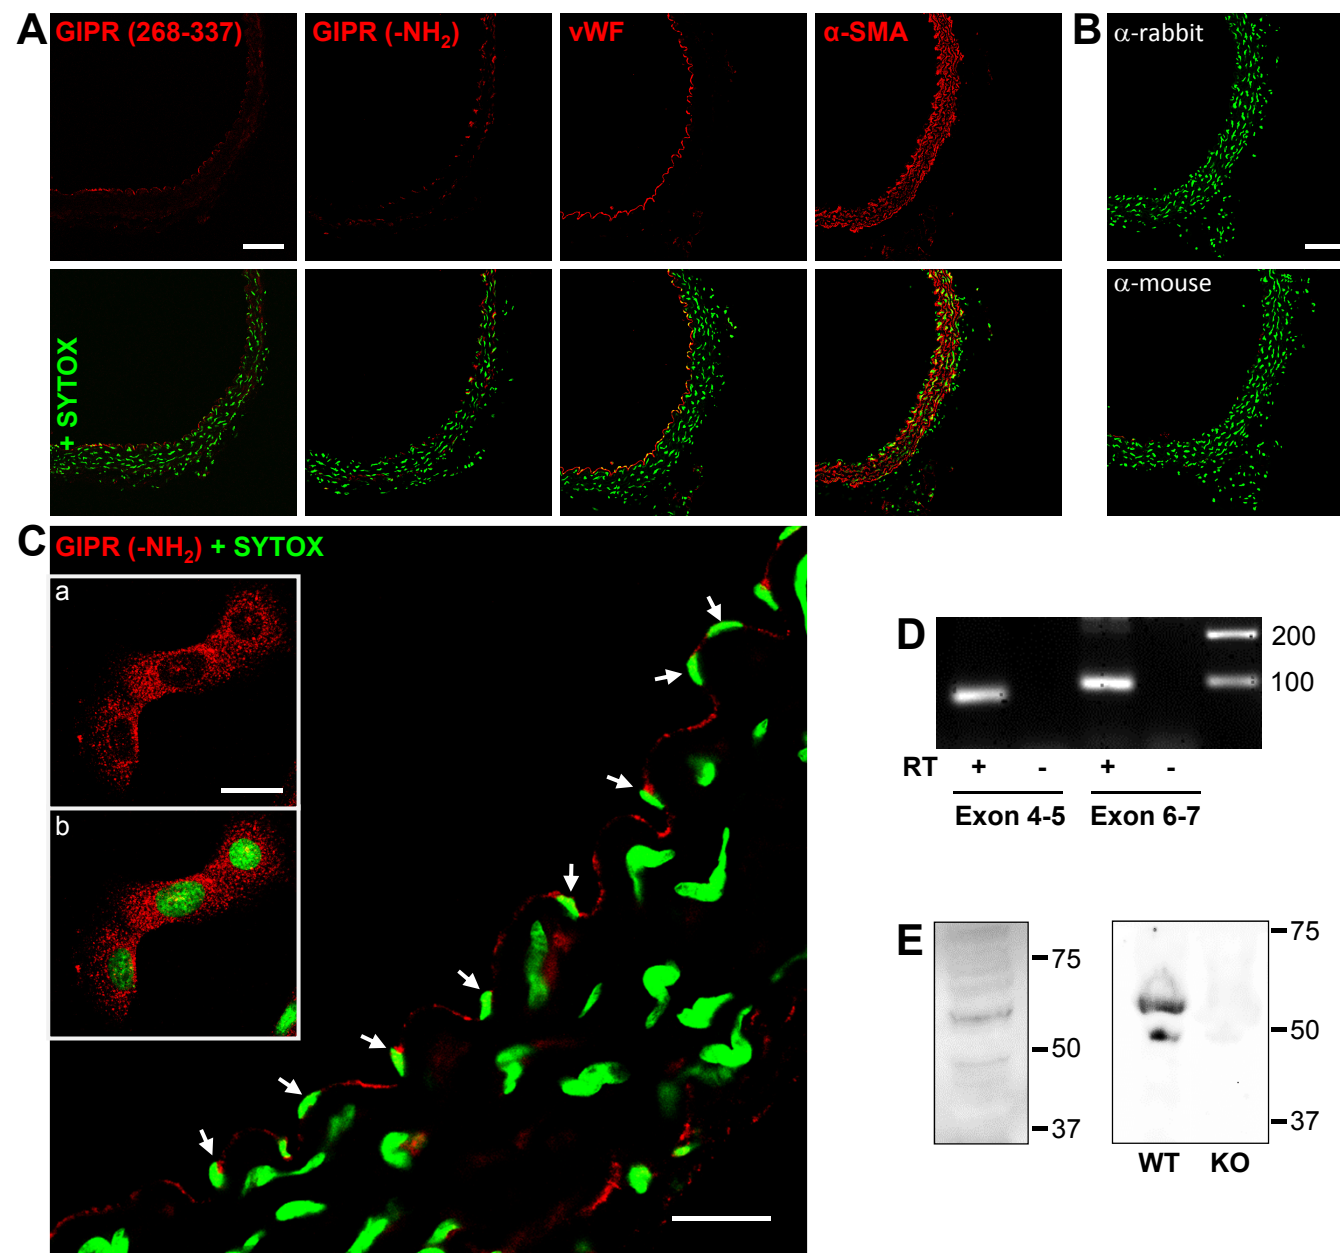 A
GIPR (268-337)
GIPR (-NH₂)
vWF
α-SMA
B
α-rabbit
+ SYTOX
α-mouse
C
GIPR (-NH₂) + SYTOX
a
b
D
200
100
RT + - + -
Exon 4-5 Exon 6-7
E
75
50
37
75
50
37
WT KO